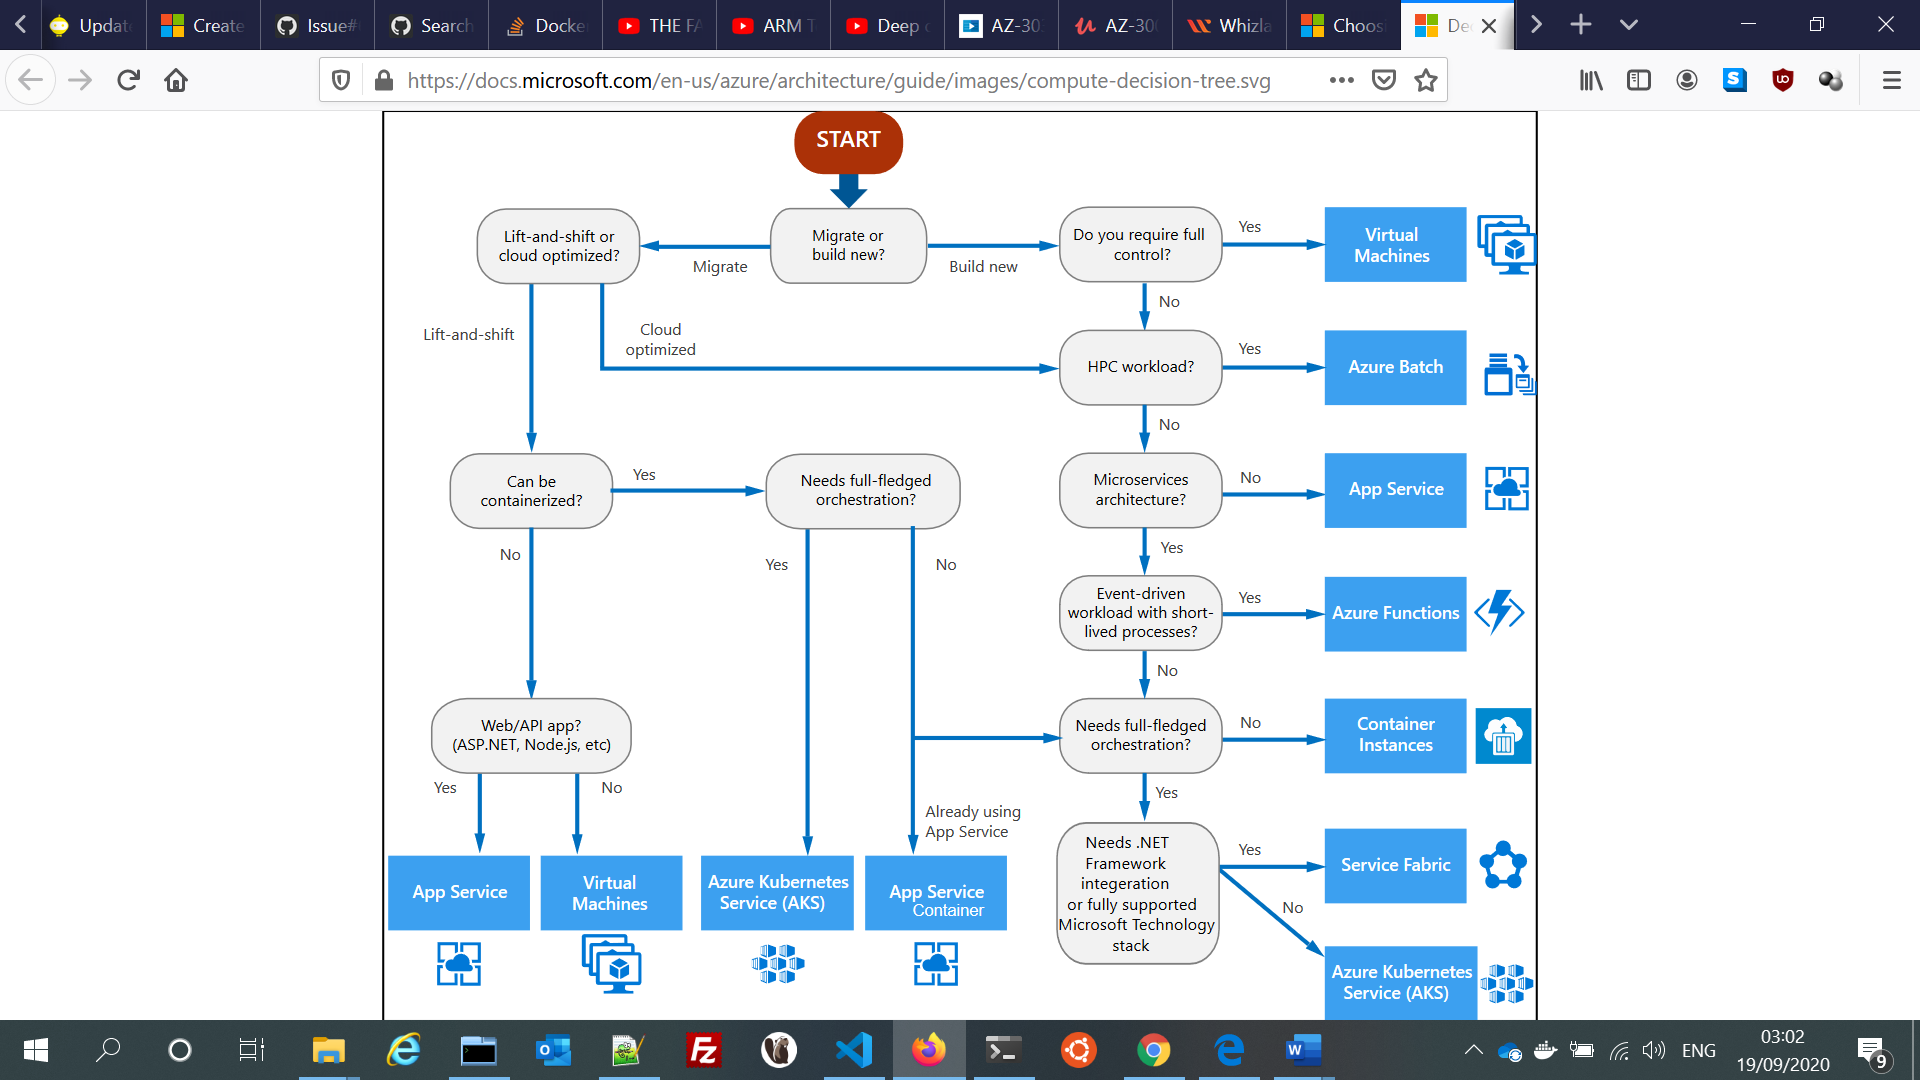 Updat
Create
Issue#
Search
Docke
THE FA
ARM T
Deep
AZ-30
AZ-30
Whizla
Choos
De
https://docs.microsoft.com/en-us/azure/architecture/guide/images/compute-decision-tree.svg
START
Lift-and-shift or
cloud optimized?
Migrate
Migrate or
build new?
Build new
Do you require full
control?
Yes
Virtual
Machines
No
Lift-and-shift
Cloud
optimized
HPC workload?
Yes
Azure Batch
No
Can be
containerized?
Yes
Needs full-fledged
orchestration?
Microservices
architecture?
No
App Service
No
Yes
No
Yes
Event-driven
workload with short-
lived processes?
Yes
Azure Functions
No
Web/API app?
(ASP.NET, Node.js, etc)
Needs full-fledged
orchestration?
No
Container
Instances
Yes
No
Already using
App Service
Yes
Needs .NET
Framework
integeration
or fully supported
Microsoft Technology
stack
Yes
Service Fabric
No
App Service
Virtual
Machines
Azure Kubernetes
Service (AKS)
App Service
Container
Azure Kubernetes
Service (AKS)
ENG
03:02
19/09/2020
9